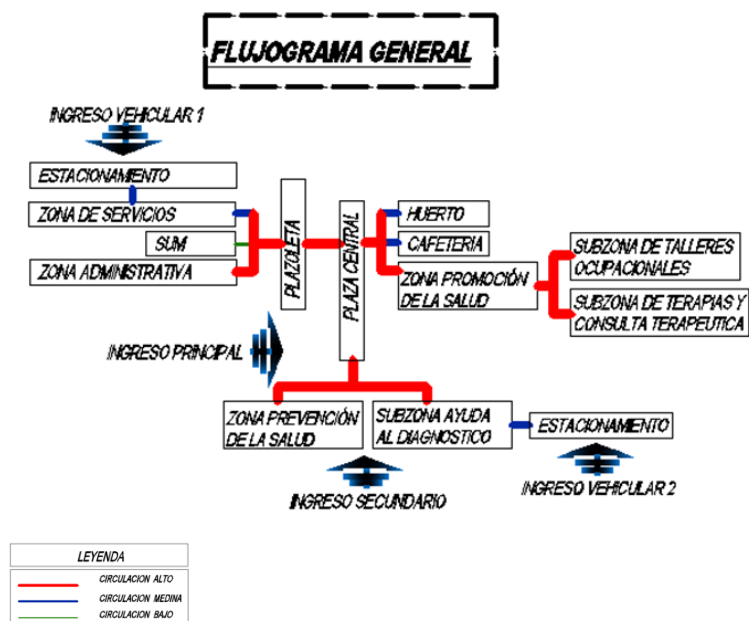 FLUJOGRAMA GENERAL
INGRESO VEHICULAR 1
ESTACIONAMIENTO
ZONA DE SERVICIOS
SUM
ZONA ADMINISTRATIVA
PLAZOLETA
PLAZA CENTRAL
HUERTO
CAFETERIA
ZONA PROMOCIÓN
DE LA SALUD
SUBZONA DE TALLERES
OCUPACIONALES
SUBZONA DE TERAPIAS Y
CONSULTA TERAPEUTICA
INGRESO PRINCIPAL
ZONA PREVENCIÓN
DE LA SALUD
SUBZONA AYUDA
AL DIAGNOSTICO
ESTACIONAMIENTO
INGRESO SECUNDARIO
INGRESO VEHICULAR 2
LEYENDA
CIRCULACION ALTO
CIRCULACION MEDINA
CIRCULACION BAJO